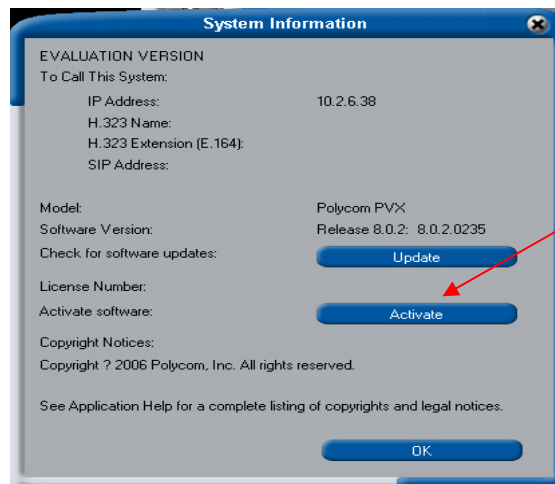 System Information
EVALUATION VERSION
To Call This System:
IP Address: 10.2.6.38
H.323 Name:
H.323 Extension (E.164):
SIP Address:
Model: Polycom PVX
Software Version: Release 8.0.2: 8.0.2.0235
Check for software updates: Update
License Number:
Activate software: Activate
Copyright Notices:
Copyright ? 2006 Polycom, Inc. All rights reserved.
See Application Help for a complete listing of copyrights and legal notices.
OK